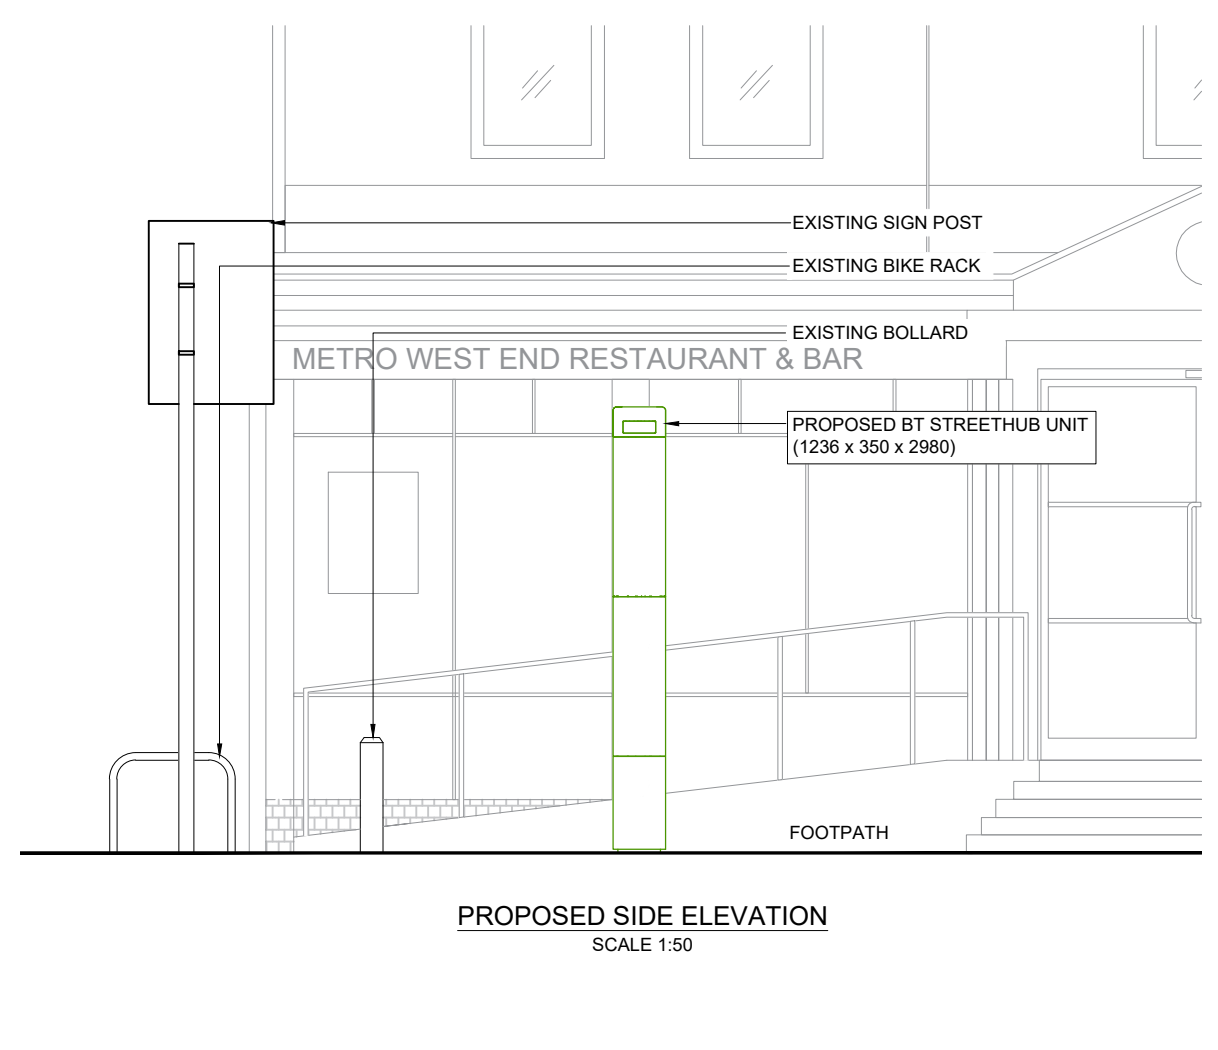 EXISTING SIGN POST
EXISTING BIKE RACK
EXISTING BOLLARD
METRO WEST END RESTAURANT & BAR
PROPOSED BT STREETHUB UNIT
(1236 x 350 x 2980)
FOOTPATH
PROPOSED SIDE ELEVATION
SCALE 1:50